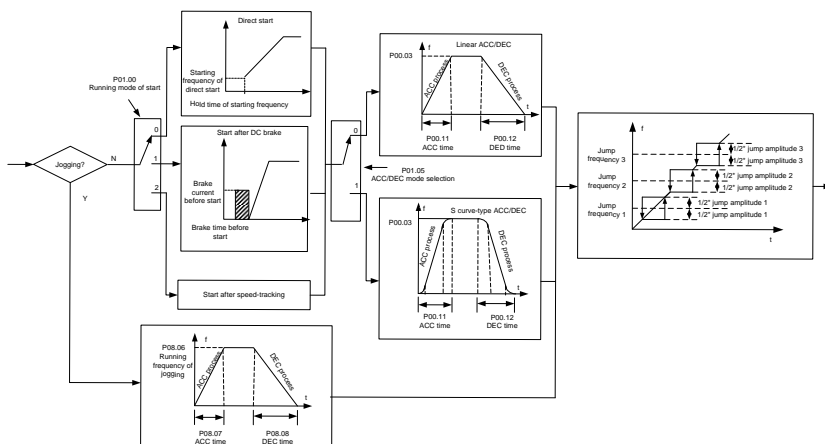 P01.00
Running mode of start
Jogging?
N
Y
0
1
2
Direct start
f
Starting
frequency of
direct start
t
Hold time of starting frequency
Start after DC brake
f
Brake
current
before start
t
Brake time before
start
Start after speed-tracking
0
1
P01.05
ACC/DEC mode selection
f
Linear ACC/DEC
P00.03
ACC process
DEC process
t
P00.11
ACC time
P00.12
DED time
f
S curve-type ACC/DEC
P00.03
ACC process
DEC process
t
P00.11
ACC time
P00.12
DEC time
P08.06
Running
frequency of
jogging
f
ACC process
DEC process
t
P08.07
ACC time
P08.08
DEC time
f
Jump
frequency 3
1/2" jump amplitude 3
1/2" jump amplitude 3
Jump
frequency 2
1/2" jump amplitude 2
1/2" jump amplitude 2
Jump
frequency 1
1/2" jump amplitude 1
1/2" jump amplitude 1
t